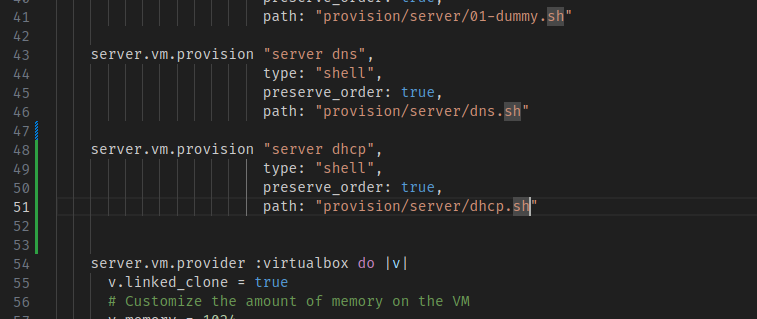 40 preserve_order: true,
41 path: "provision/server/01-dummy.sh"
42
43 server.vm.provision "server dns",
44 type: "shell",
45 preserve_order: true,
46 path: "provision/server/dns.sh"
47
48 server.vm.provision "server dhcp",
49 type: "shell",
50 preserve_order: true,
51 path: "provision/server/dhcp.sh"
52
53
54 server.vm.provider :virtualbox do |v|
55 v.linked_clone = true
56 # Customize the amount of memory on the VM
57 v.memory = 1024